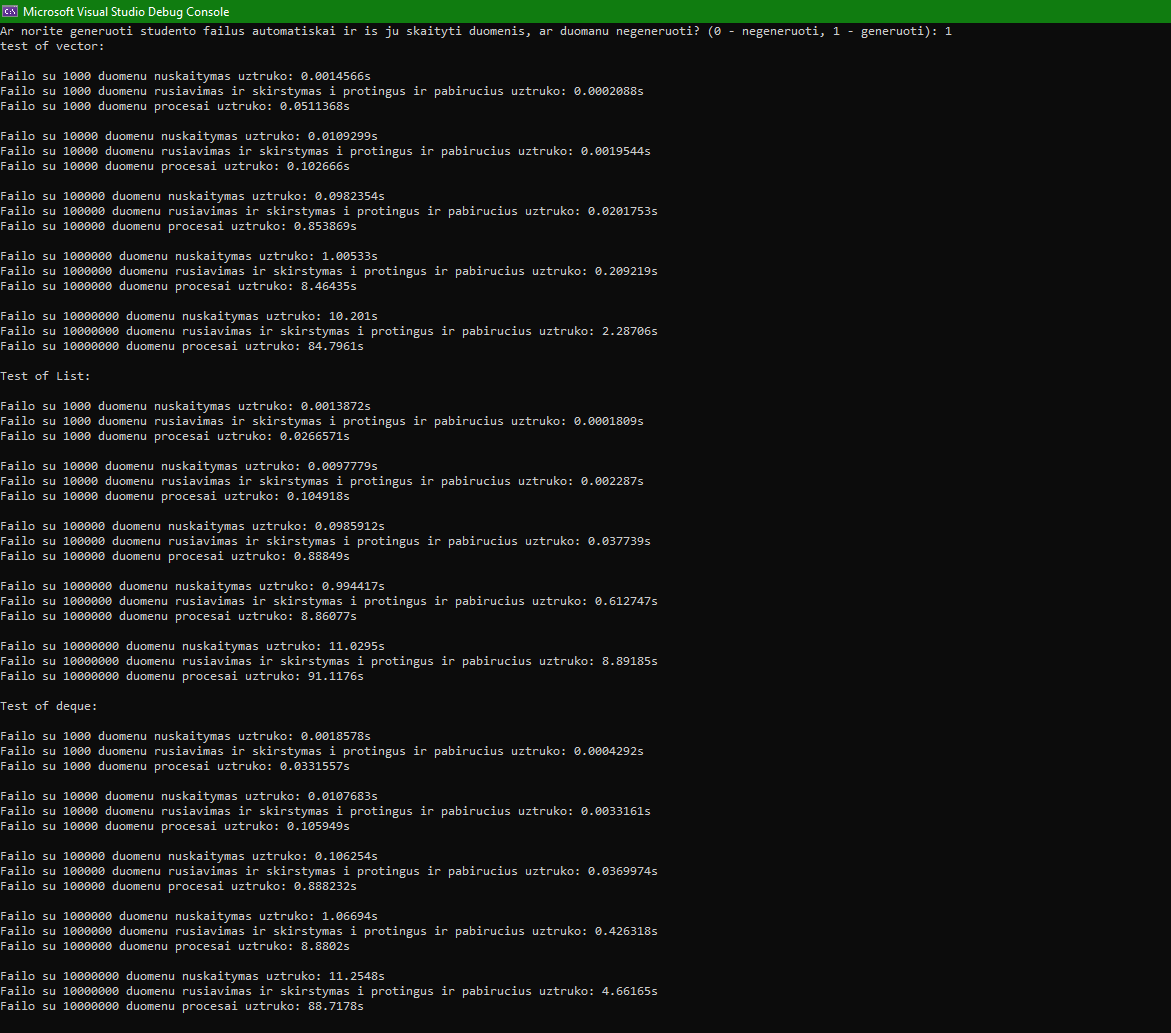 Microsoft Visual Studio Debug Console
Ar norite generuoti studento failus automatiskai ir is ju skaityti duomenis, ar duomanu negeneruoti? (0 - negeneruoti, 1 - generuoti): 1
test of vector:
Failo su 1000 duomenu nuskaitymas uztruko: 0.0014566s
Failo su 1000 duomenu rusiavimas ir skirstymas i protingus ir pabirucius uztruko: 0.0002088s
Failo su 1000 duomenu procesai uztruko: 0.0511368s
Failo su 10000 duomenu nuskaitymas uztruko: 0.0109299s
Failo su 10000 duomenu rusiavimas ir skirstymas i protingus ir pabirucius uztruko: 0.0019544s
Failo su 10000 duomenu procesai uztruko: 0.102666s
Failo su 100000 duomenu nuskaitymas uztruko: 0.0982354s
Failo su 100000 duomenu rusiavimas ir skirstymas i protingus ir pabirucius uztruko: 0.0201753s
Failo su 100000 duomenu procesai uztruko: 0.853869s
Failo su 1000000 duomenu nuskaitymas uztruko: 1.00533s
Failo su 1000000 duomenu rusiavimas ir skirstymas i protingus ir pabirucius uztruko: 0.209219s
Failo su 1000000 duomenu procesai uztruko: 8.46435s
Failo su 10000000 duomenu nuskaitymas uztruko: 10.201s
Failo su 10000000 duomenu rusiavimas ir skirstymas i protingus ir pabirucius uztruko: 2.28706s
Failo su 10000000 duomenu procesai uztruko: 84.7961s
Test of List:
Failo su 1000 duomenu nuskaitymas uztruko: 0.0013872s
Failo su 1000 duomenu rusiavimas ir skirstymas i protingus ir pabirucius uztruko: 0.0001809s
Failo su 1000 duomenu procesai uztruko: 0.0266571s
Failo su 10000 duomenu nuskaitymas uztruko: 0.0097779s
Failo su 10000 duomenu rusiavimas ir skirstymas i protingus ir pabirucius uztruko: 0.002287s
Failo su 10000 duomenu procesai uztruko: 0.104918s
Failo su 100000 duomenu nuskaitymas uztruko: 0.0985912s
Failo su 100000 duomenu rusiavimas ir skirstymas i protingus ir pabirucius uztruko: 0.037739s
Failo su 100000 duomenu procesai uztruko: 0.88849s
Failo su 1000000 duomenu nuskaitymas uztruko: 0.994417s
Failo su 1000000 duomenu rusiavimas ir skirstymas i protingus ir pabirucius uztruko: 0.612747s
Failo su 1000000 duomenu procesai uztruko: 8.86077s
Failo su 10000000 duomenu nuskaitymas uztruko: 11.0295s
Failo su 10000000 duomenu rusiavimas ir skirstymas i protingus ir pabirucius uztruko: 8.89185s
Failo su 10000000 duomenu procesai uztruko: 91.1176s
Test of deque:
Failo su 1000 duomenu nuskaitymas uztruko: 0.0018578s
Failo su 1000 duomenu rusiavimas ir skirstymas i protingus ir pabirucius uztruko: 0.0004292s
Failo su 1000 duomenu procesai uztruko: 0.0331557s
Failo su 10000 duomenu nuskaitymas uztruko: 0.0107683s
Failo su 10000 duomenu rusiavimas ir skirstymas i protingus ir pabirucius uztruko: 0.0033161s
Failo su 10000 duomenu procesai uztruko: 0.105949s
Failo su 100000 duomenu nuskaitymas uztruko: 0.106254s
Failo su 100000 duomenu rusiavimas ir skirstymas i protingus ir pabirucius uztruko: 0.0369974s
Failo su 100000 duomenu procesai uztruko: 0.888232s
Failo su 1000000 duomenu nuskaitymas uztruko: 1.06694s
Failo su 1000000 duomenu rusiavimas ir skirstymas i protingus ir pabirucius uztruko: 0.426318s
Failo su 1000000 duomenu procesai uztruko: 8.8802s
Failo su 10000000 duomenu nuskaitymas uztruko: 11.2548s
Failo su 10000000 duomenu rusiavimas ir skirstymas i protingus ir pabirucius uztruko: 4.66165s
Failo su 10000000 duomenu procesai uztruko: 88.7178s